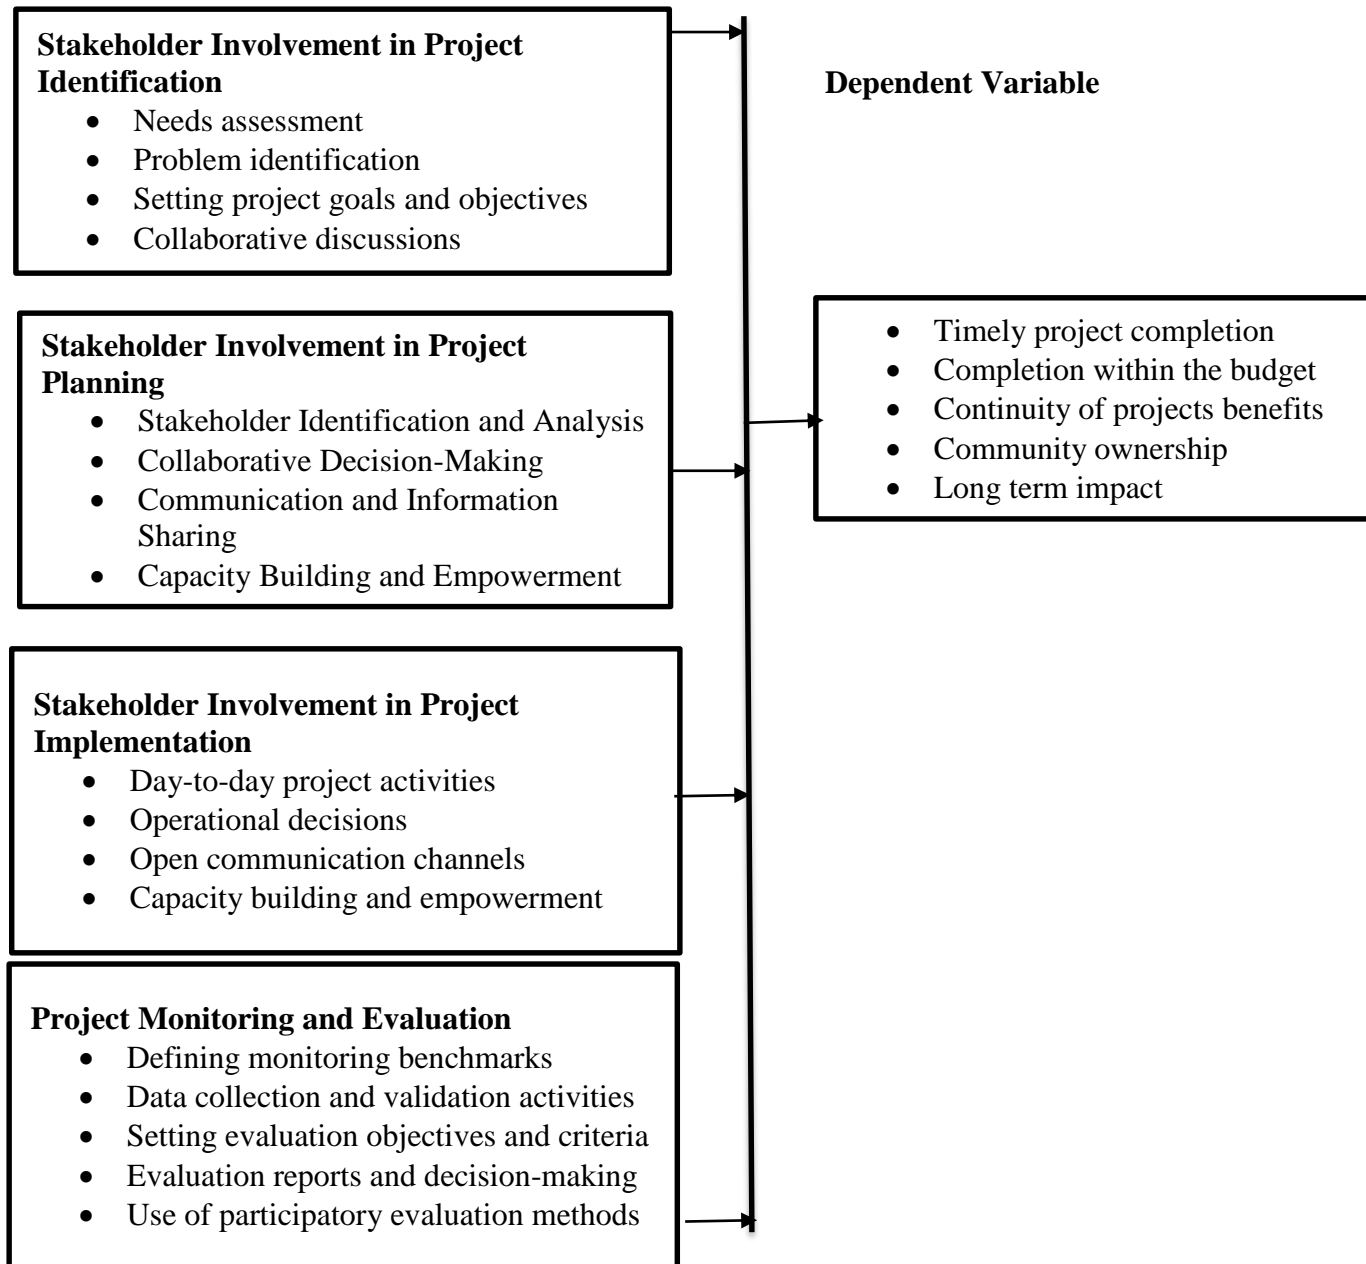 Stakeholder Involvement in Project
Identification
• Needs assessment
• Problem identification
• Setting project goals and objectives
• Collaborative discussions
Dependent Variable
Stakeholder Involvement in Project
Planning
• Stakeholder Identification and Analysis
• Collaborative Decision-Making
• Communication and Information
Sharing
• Capacity Building and Empowerment
• Timely project completion
• Completion within the budget
• Continuity of projects benefits
• Community ownership
• Long term impact
Stakeholder Involvement in Project
Implementation
• Day-to-day project activities
• Operational decisions
• Open communication channels
• Capacity building and empowerment
Project Monitoring and Evaluation
• Defining monitoring benchmarks
• Data collection and validation activities
• Setting evaluation objectives and criteria
• Evaluation reports and decision-making
• Use of participatory evaluation methods